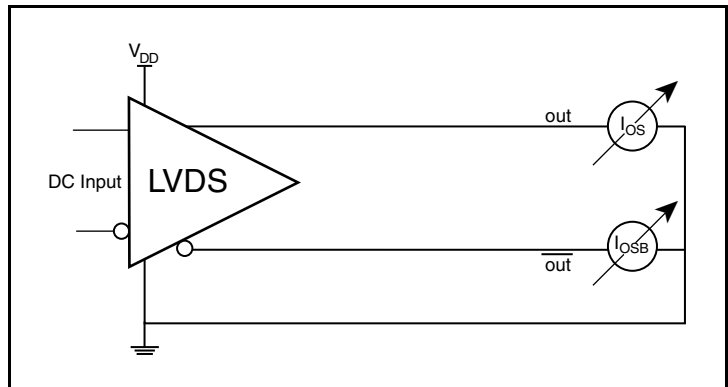 VDD
out
IOS
DC Input
LVDS
IOSB
out